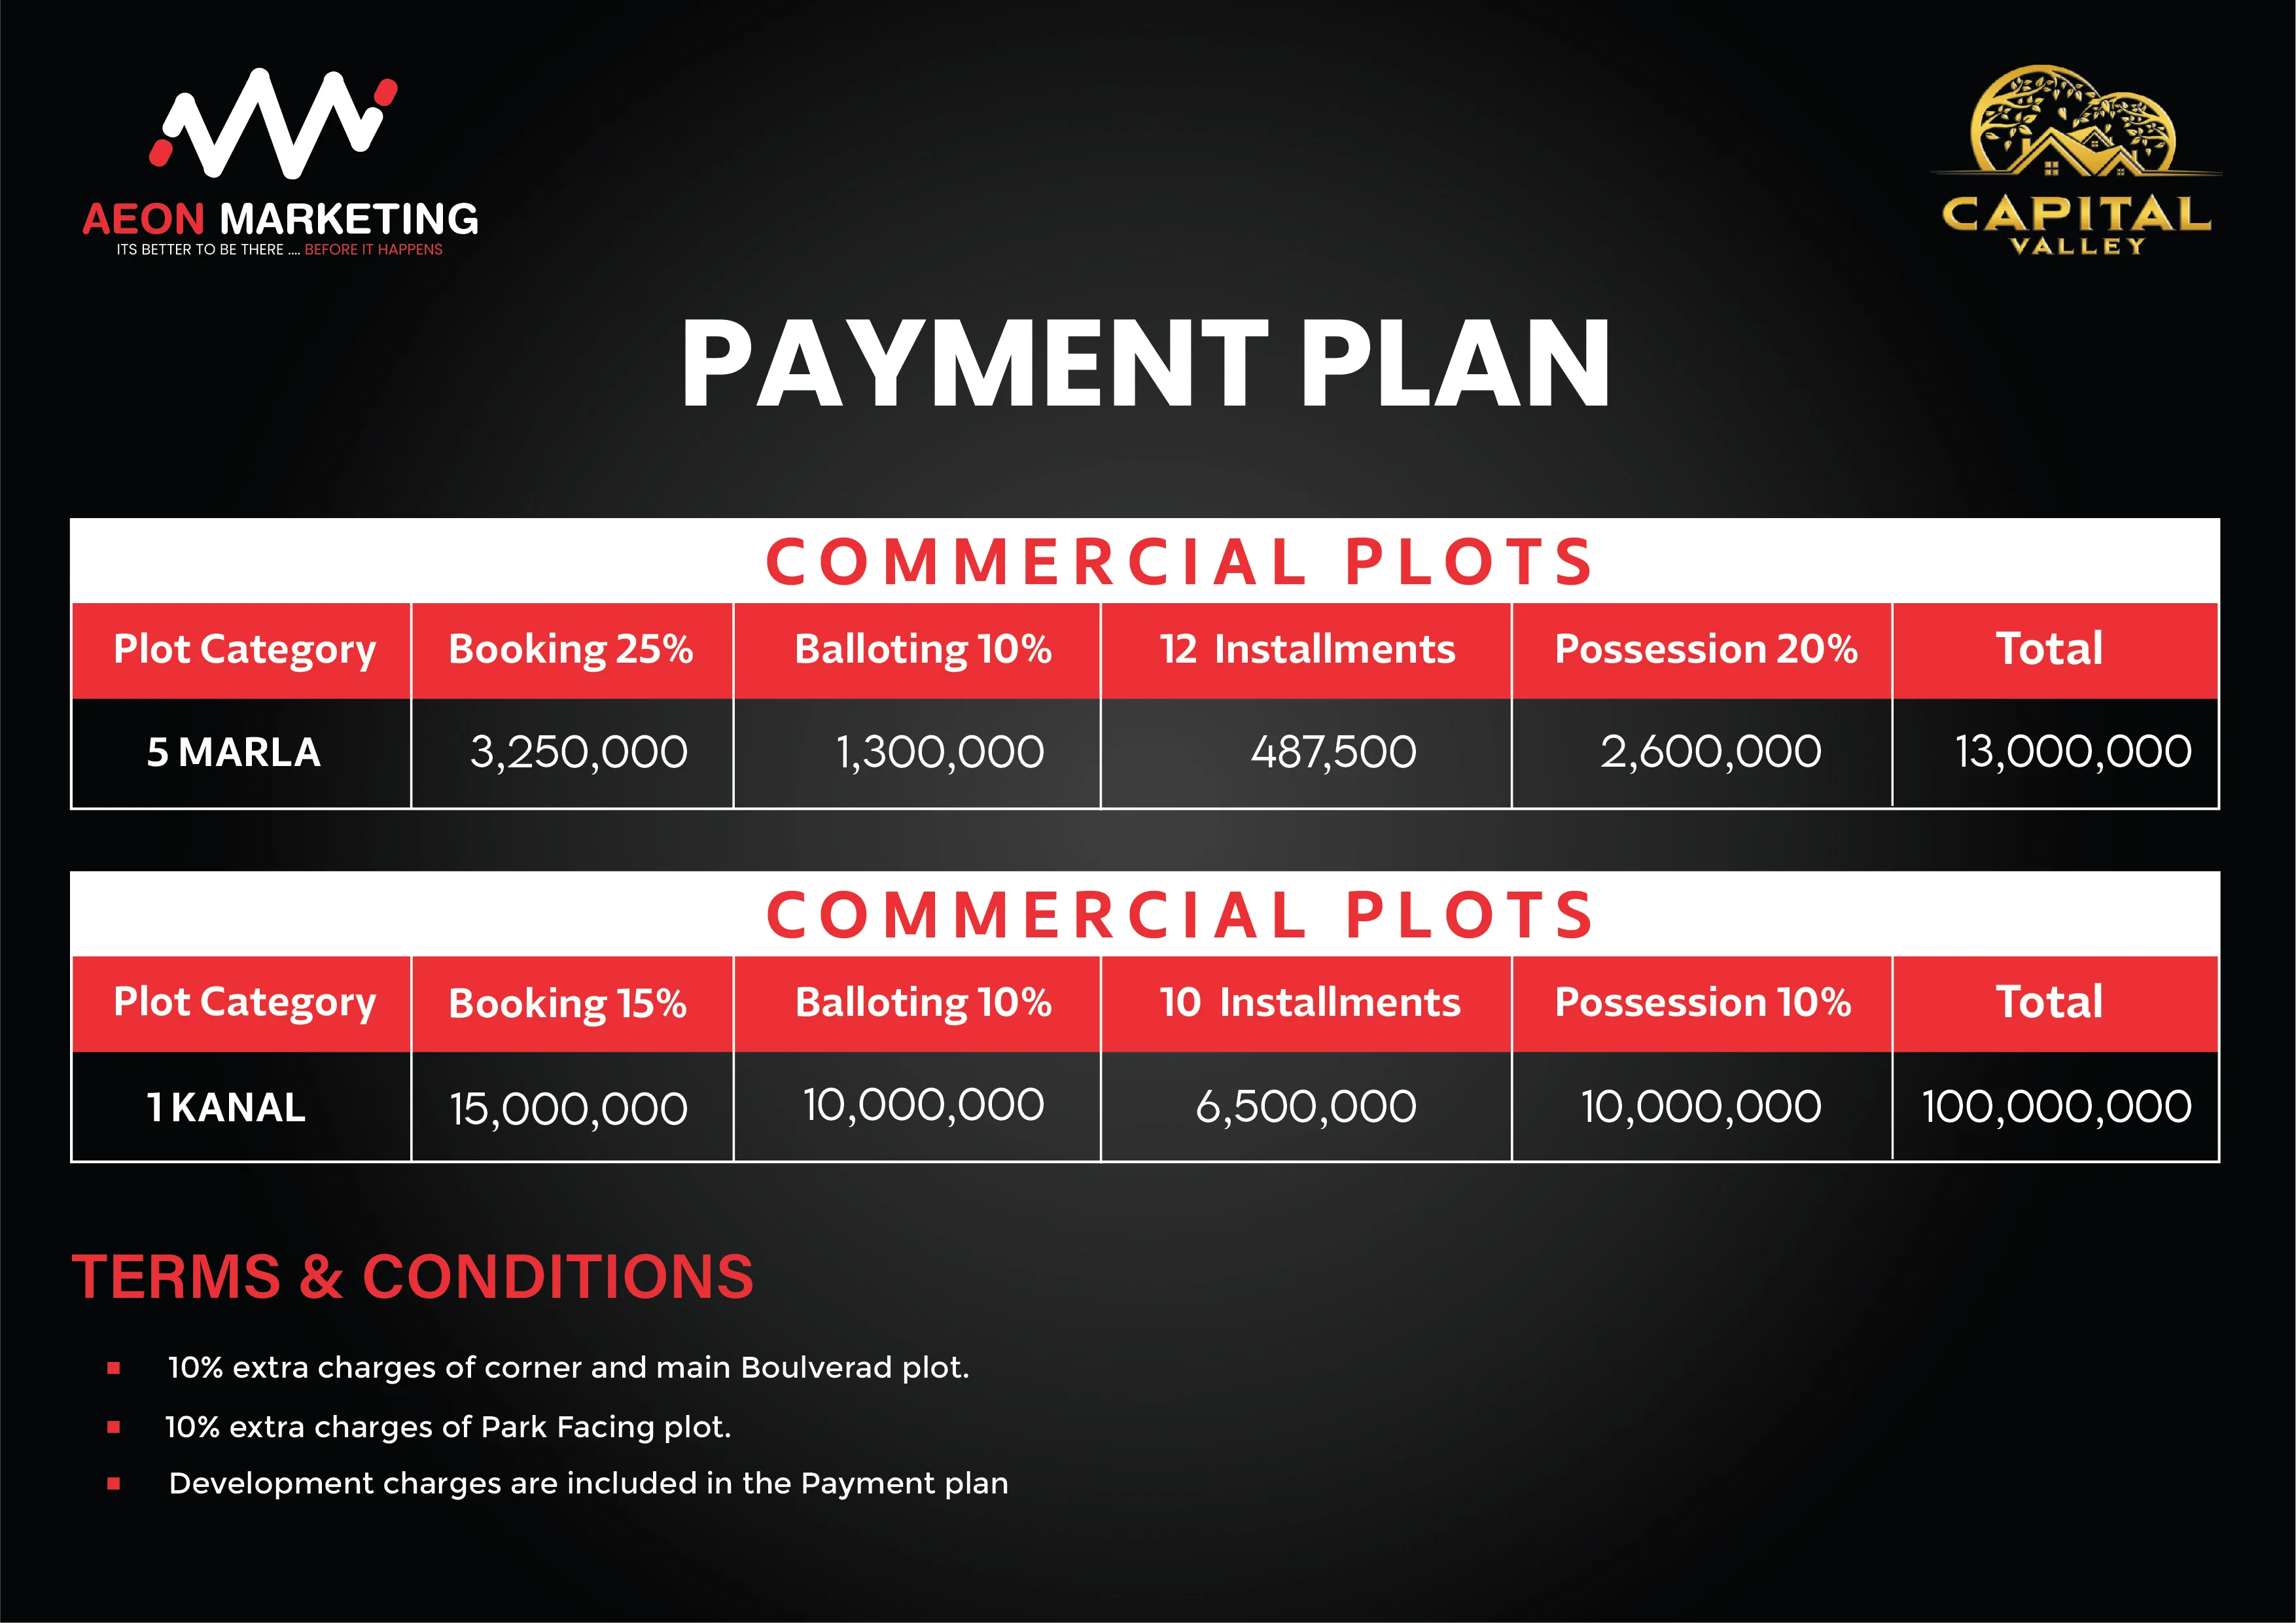 AEON MARKETING
ITS BETTER TO BE THERE .... BEFORE IT HAPPENS
CAPITAL
VALLEY
PAYMENT PLAN
COMMERCIAL PLOTS
Plot Category Booking 25% Balloting 10% 12 Installments Possession 20% Total
5 MARLA 3,250,000 1,300,000 487,500 2,600,000 13,000,000
COMMERCIAL PLOTS
Plot Category Booking 15% Balloting 10% 10 Installments Possession 10% Total
1 KANAL 15,000,000 10,000,000 6,500,000 10,000,000 100,000,000
TERMS & CONDITIONS
10% extra charges of corner and main Boulverad plot.
10% extra charges of Park Facing plot.
Development charges are included in the Payment plan